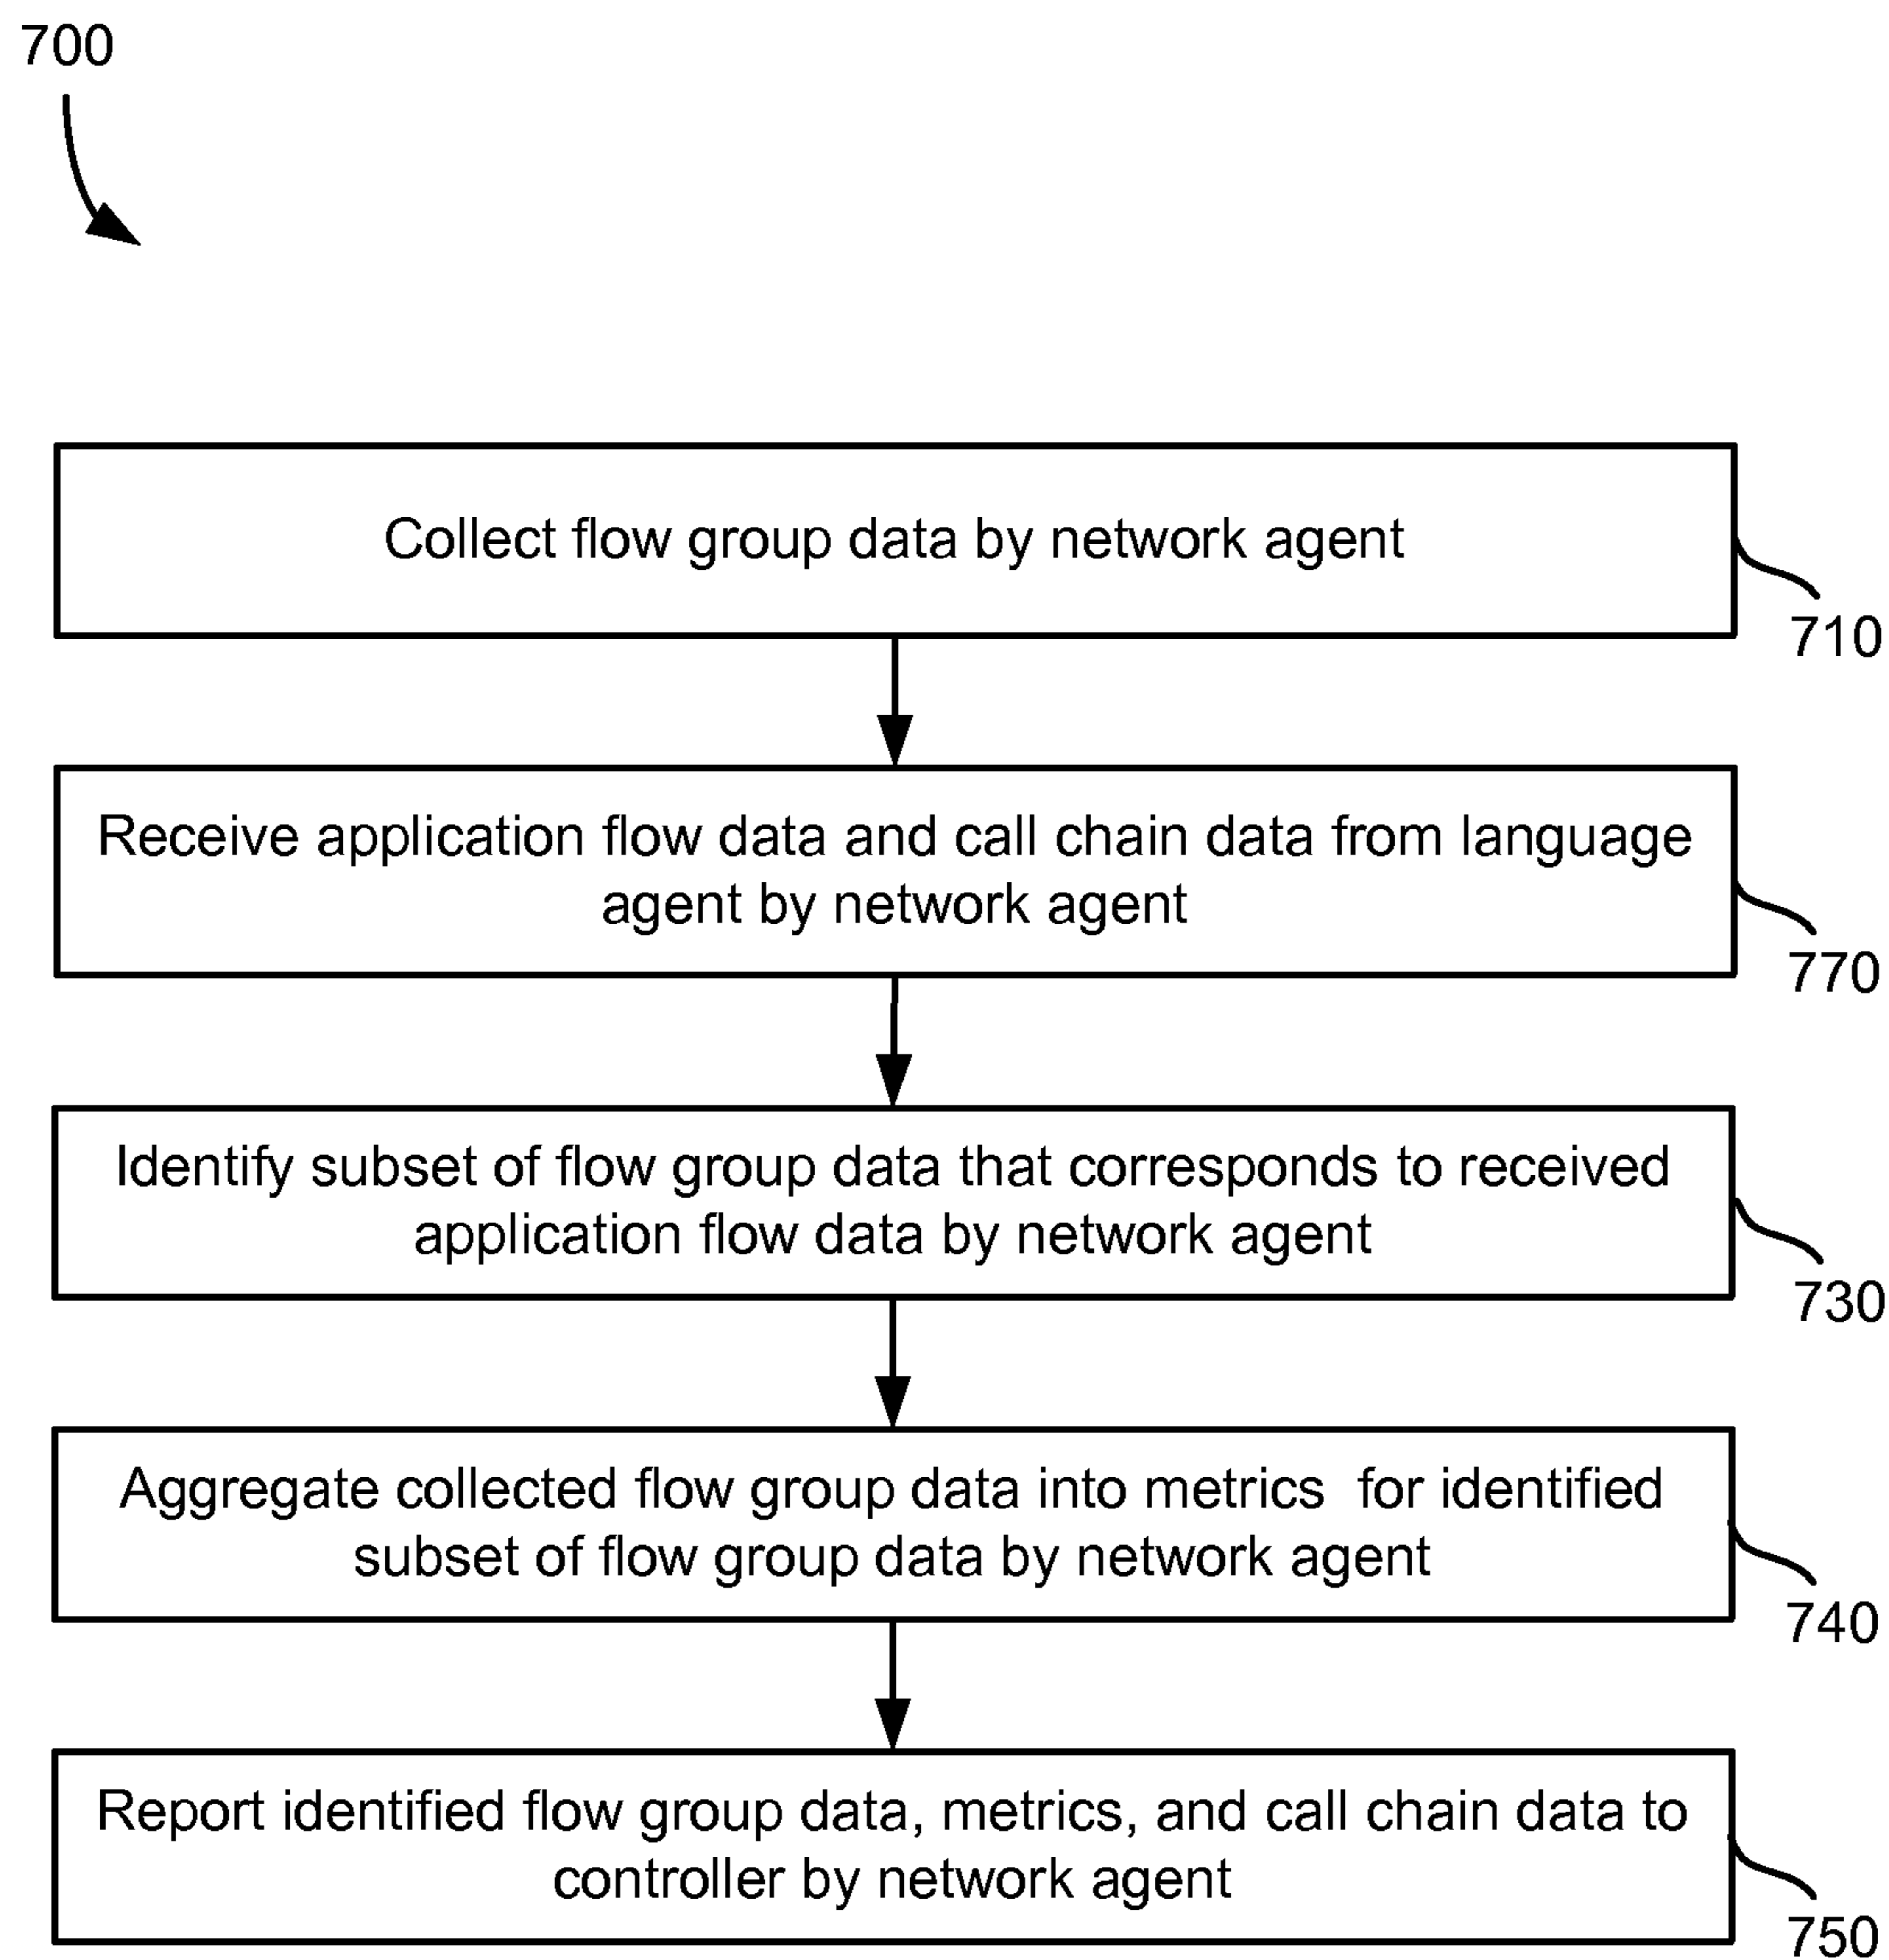 700
Collect flow group data by network agent
710
Receive application flow data and call chain data from language
agent by network agent
770
Identify subset of flow group data that corresponds to received
application flow data by network agent
730
Aggregate collected flow group data into metrics  for identified
subset of flow group data by network agent
740
Report identified flow group data, metrics, and call chain data to
controller by network agent
750